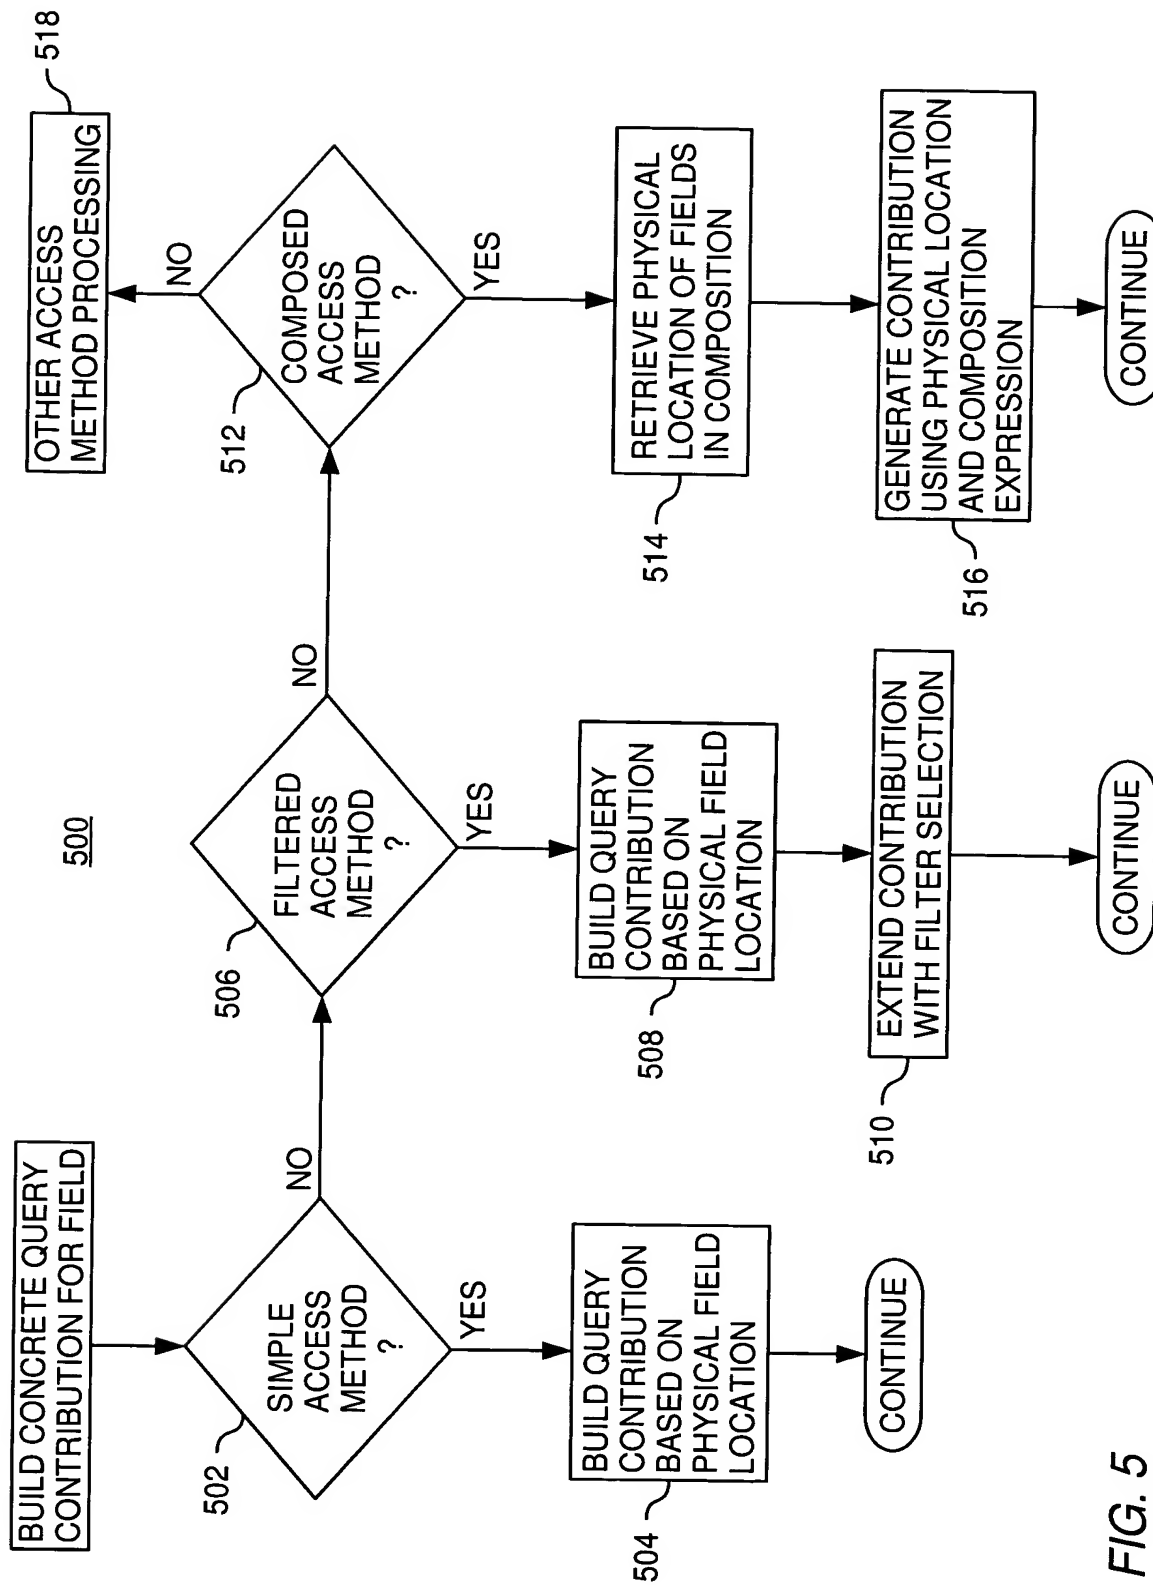 500
BUILD CONCRETE QUERY
CONTRIBUTION FOR FIELD
502
SIMPLE
ACCESS
METHOD
?
NO
YES
504
BUILD QUERY
CONTRIBUTION
BASED ON
PHYSICAL FIELD
LOCATION
CONTINUE
506
FILTERED
ACCESS
METHOD
?
NO
YES
508
BUILD QUERY
CONTRIBUTION
BASED ON
PHYSICAL FIELD
LOCATION
510
EXTEND CONTRIBUTION
WITH FILTER SELECTION
CONTINUE
512
COMPOSED
ACCESS
METHOD
?
NO
OTHER ACCESS
METHOD PROCESSING
518
YES
514
RETRIEVE PHYSICAL
LOCATION OF FIELDS
IN COMPOSITION
516
GENERATE CONTRIBUTION
USING PHYSICAL LOCATION
AND COMPOSITION
EXPRESSION
CONTINUE
FIG. 5